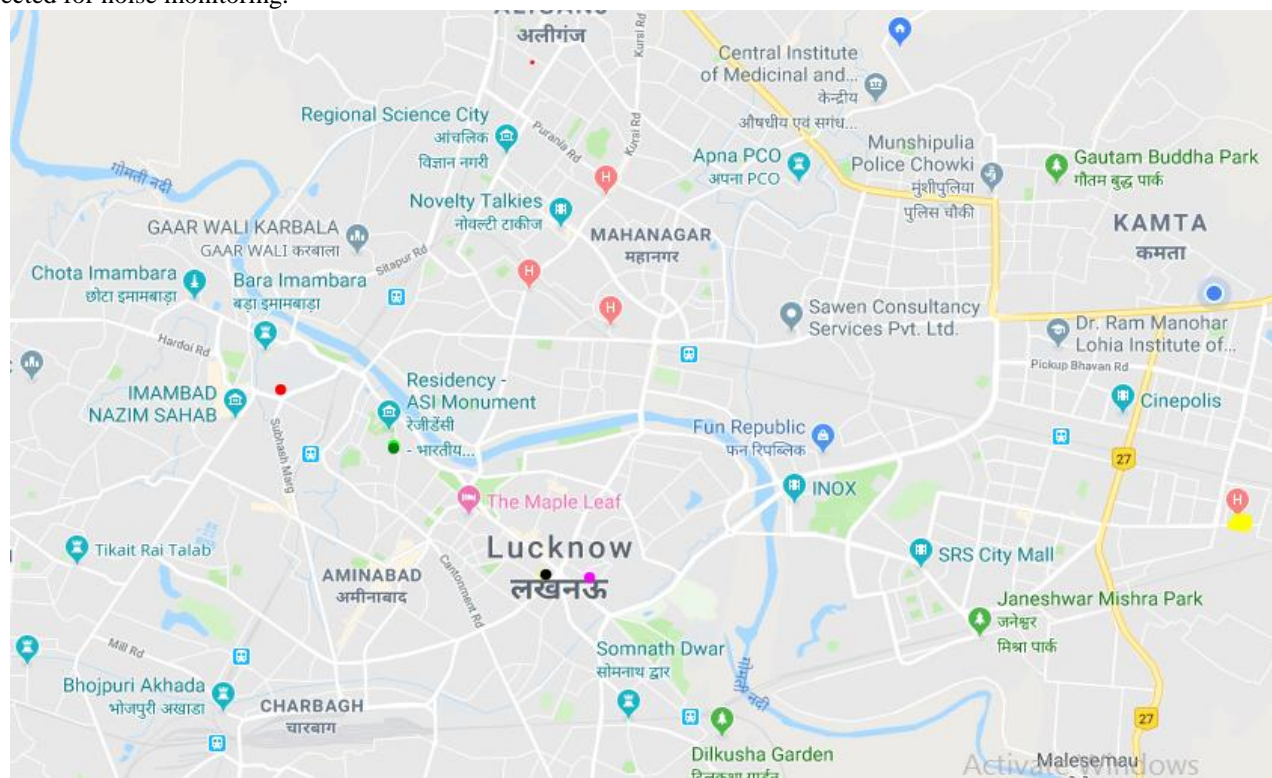 ected for noise monitoring.
ALIGANJ
अलीगंज
Kursi Rd
Central Institute
of Medicinal and...
केन्द्रीय
औषधीय एवं सगंध...
Regional Science City
आंचलिक
विज्ञान नगरी
Purania Rd
Kursi Rd
Apna PCO
अपना PCO
Munshipulia
Police Chowki
मुंशीपुलिया
पुलिस चौकी
Gautam Buddha Park
गौतम बुद्ध पार्क
गोमती नदी
H
Novelty Talkies
नोवल्टी टाकीज
GAAR WALI KARBALA
GAAR WALI करबाला
Sitapur Rd
MAHANAGAR
महानगर
KAMTA
कमता
Chota Imambara
छोटा इमामबाड़ा
Bara Imambara
बड़ा इमामबाड़ा
H
H
Sawen Consultancy
Services Pvt. Ltd.
Dr. Ram Manohar
Lohia Institute of...
Hardoi Rd
Pickup Bhavan Rd
IMAMBAD
NAZIM SAHAB
Residency -
ASI Monument
रेजीडेंसी
- भारतीय...
Cinepolis
Subhash Marg
Fun Republic
फन रिपब्लिक
27
INOX
H
The Maple Leaf
Tikait Rai Talab
Lucknow
लखनऊ
SRS City Mall
AMINABAD
अमीनाबाद
Cantonment Rd
Janeshwar Mishra Park
जनेश्वर
मिश्रा पार्क
Mill Rd
Somnath Dwar
सोमनाथ द्वार
गोमती नदी
Bhojpuri Akhada
भोजपुरी अखाडा
CHARBAGH
चारबाग
27
Dilkusha Garden
दिलकुशा गार्डन
Malesemau
Activate Windows